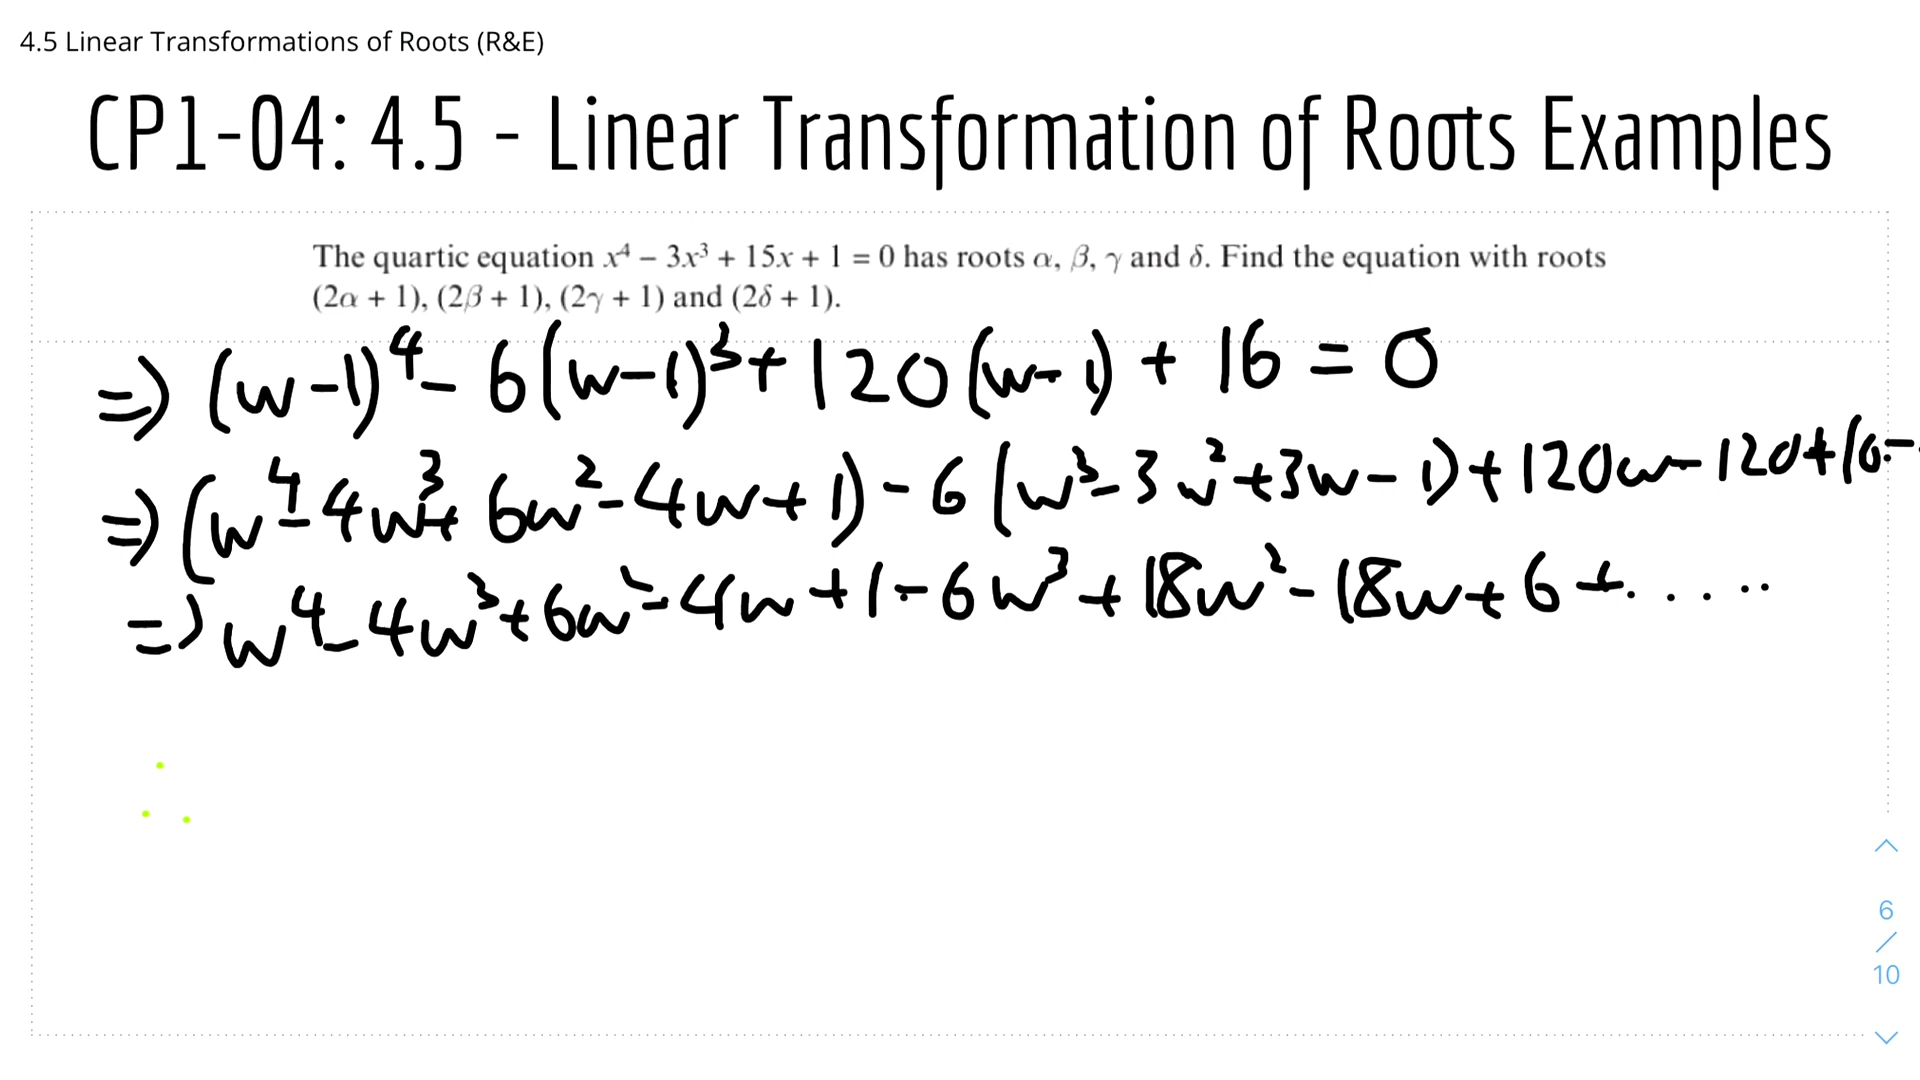 4.5 Linear Transformations of Roots (R&E)
CP1-04: 4.5 - Linear Transformation of Roots Examples
The quartic equation x⁴ − 3x³ + 15x + 1 = 0 has roots α, β, γ and δ. Find the equation with roots
(2α + 1), (2β + 1), (2γ + 1) and (2δ + 1).
⇒ (w-1)⁴ - 6(w-1)³ + 120(w-1) + 16 = 0
⇒ (w⁴ - 4w³ + 6w² - 4w + 1) - 6(w³ - 3w² + 3w - 1) + 120w - 120 + 16 =
⇒ w⁴ - 4w³ + 6w² - 4w + 1 - 6w³ + 18w² - 18w + 6 + . . . . .
6
/
10